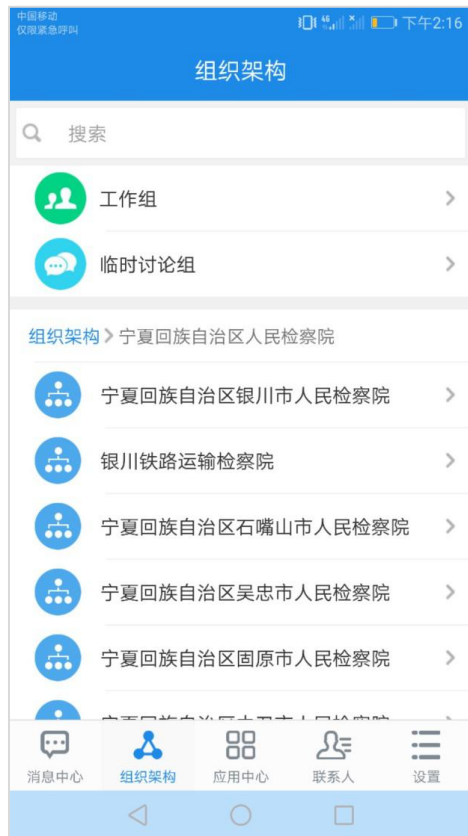 中国移动
仅限紧急呼叫
46 下午2:16
组织架构
搜索
工作组
临时讨论组
组织架构 > 宁夏回族自治区人民检察院
宁夏回族自治区银川市人民检察院
银川铁路运输检察院
宁夏回族自治区石嘴山市人民检察院
宁夏回族自治区吴忠市人民检察院
宁夏回族自治区固原市人民检察院
消息中心 组织架构 应用中心 联系人 设置